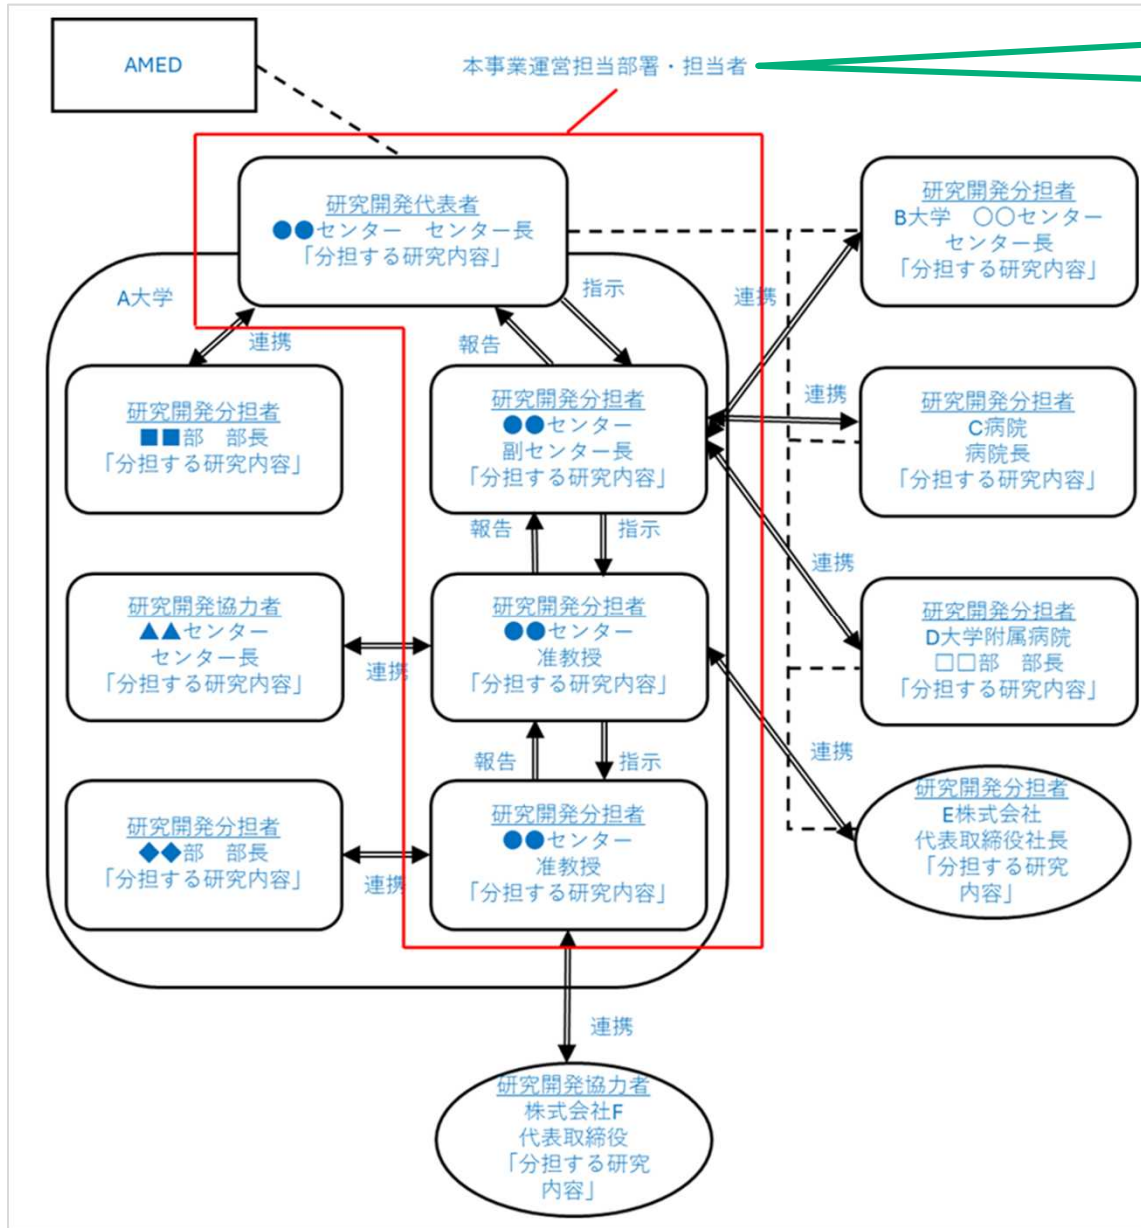 AMED
本事業運営担当部署・担当者
研究開発代表者
●●センター　センター長
「分担する研究内容」
A大学
指示
連携
報告
研究開発分担者
■■部　部長
「分担する研究内容」
研究開発分担者
●●センター
副センター長
「分担する研究内容」
報告
指示
研究開発協力者
▲▲センター
センター長
「分担する研究内容」
連携
研究開発分担者
●●センター
准教授
「分担する研究内容」
報告
指示
研究開発分担者
◆◆部　部長
「分担する研究内容」
連携
研究開発分担者
●●センター
准教授
「分担する研究内容」
連携
研究開発協力者
株式会社F
代表取締役
「分担する研究
内容」
連携
研究開発分担者
B大学　○○センター
センター長
「分担する研究内容」
連携
研究開発分担者
C病院
病院長
「分担する研究内容」
連携
研究開発分担者
D大学附属病院
□□部　部長
「分担する研究内容」
連携
研究開発分担者
E株式会社
代表取締役社長
「分担する研究
内容」